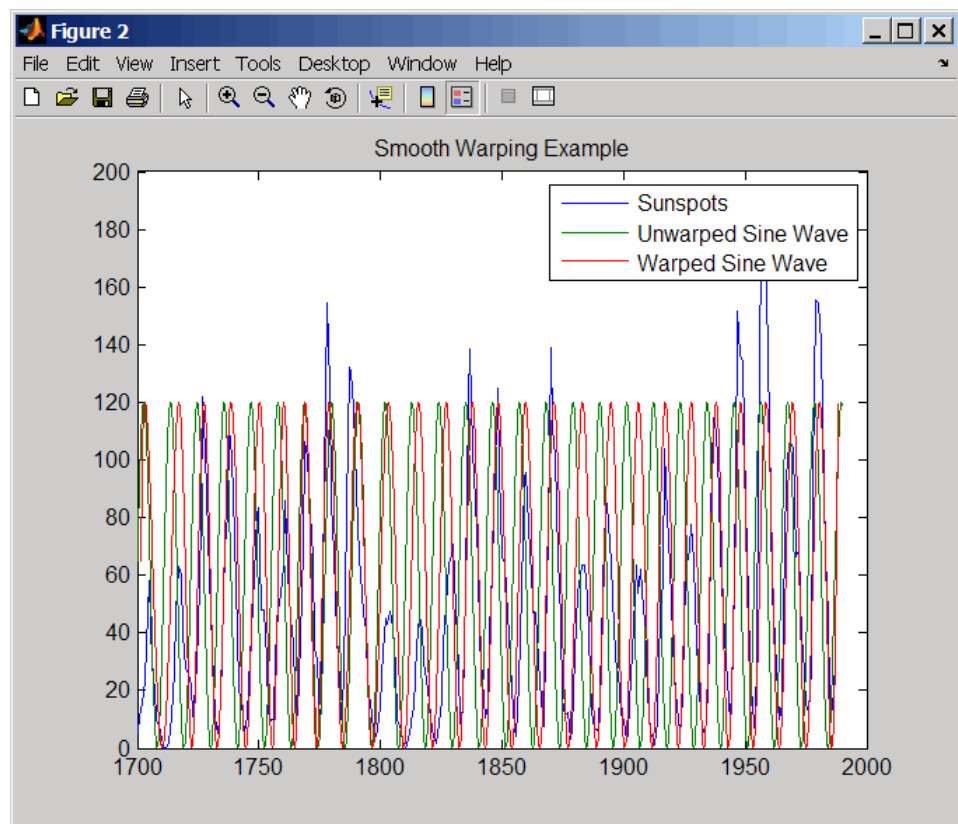 Figure 2
File Edit View Insert Tools Desktop Window Help
Smooth Warping Example
200
180
160
140
120
100
80
60
40
20
0
Sunspots
Unwarped Sine Wave
Warped Sine Wave
1700 1750 1800 1850 1900 1950 2000